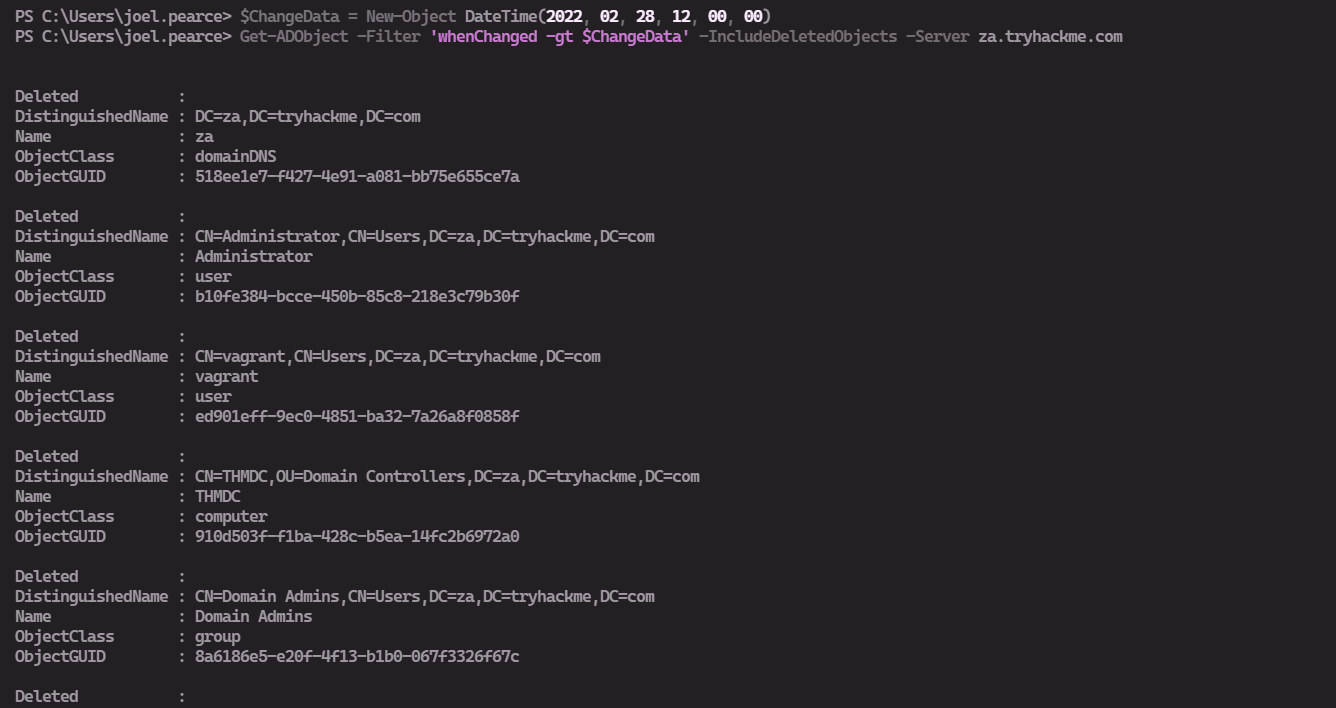 PS C:\Users\joel.pearce> $ChangeData = New-Object DateTime(2022, 02, 28, 12, 00, 00)
PS C:\Users\joel.pearce> Get-ADObject -Filter 'whenChanged -gt $ChangeData' -IncludeDeletedObjects -Server za.tryhackme.com
Deleted           :
DistinguishedName : DC=za,DC=tryhackme,DC=com
Name              : za
ObjectClass       : domainDNS
ObjectGUID        : 518ee1e7-f427-4e91-a081-bb75e655ce7a
Deleted           :
DistinguishedName : CN=Administrator,CN=Users,DC=za,DC=tryhackme,DC=com
Name              : Administrator
ObjectClass       : user
ObjectGUID        : b10fe384-bcce-450b-85c8-218e3c79b30f
Deleted           :
DistinguishedName : CN=vagrant,CN=Users,DC=za,DC=tryhackme,DC=com
Name              : vagrant
ObjectClass       : user
ObjectGUID        : ed901eff-9ec0-4851-ba32-7a26a8f0858f
Deleted           :
DistinguishedName : CN=THMDC,OU=Domain Controllers,DC=za,DC=tryhackme,DC=com
Name              : THMDC
ObjectClass       : computer
ObjectGUID        : 910d503f-f1ba-428c-b5ea-14fc2b6972a0
Deleted           :
DistinguishedName : CN=Domain Admins,CN=Users,DC=za,DC=tryhackme,DC=com
Name              : Domain Admins
ObjectClass       : group
ObjectGUID        : 8a6186e5-e20f-4f13-b1b0-067f3326f67c
Deleted           :